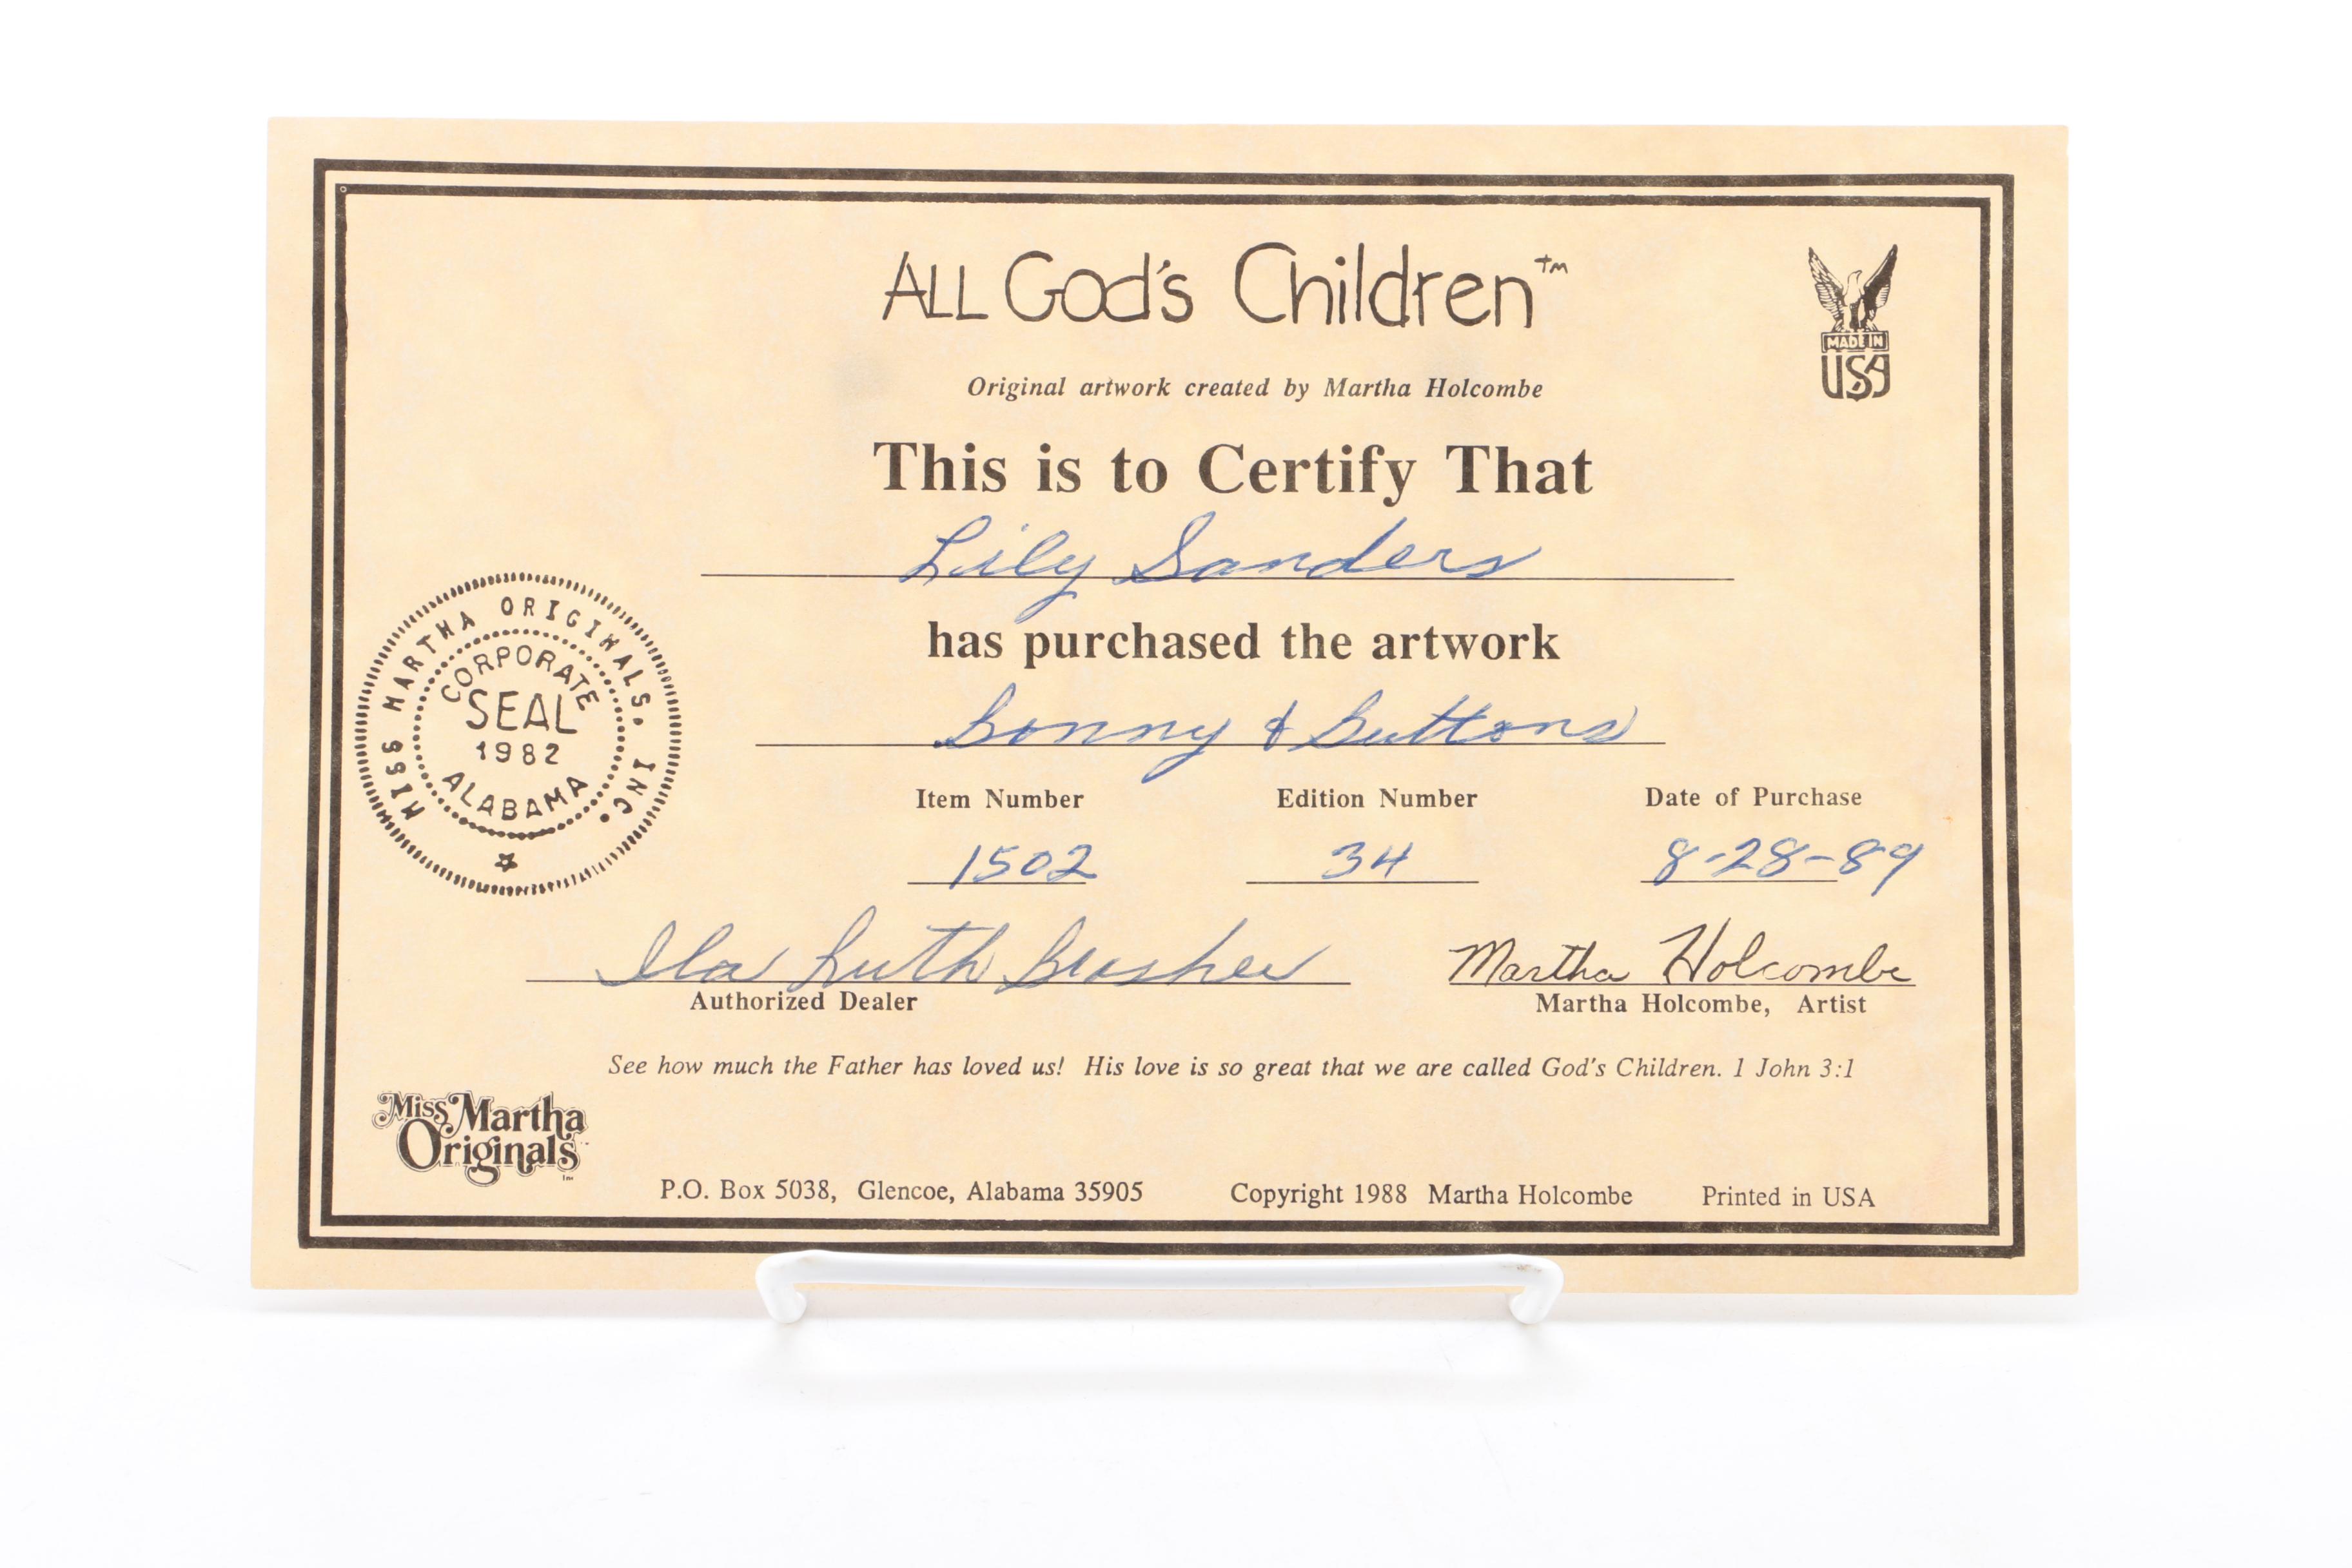 ALL God's Children™
MADE IN
USA
Original artwork created by Martha Holcombe
This is to Certify That
Lily Sanders
has purchased the artwork
Bonny & Buttons
MISS MARTHA ORIGINALS, INC.
CORPORATE
SEAL
1982
ALABAMA
Item Number Edition Number Date of Purchase
1502 34 8-28-89
Ila Ruth Martha Holcombe
Authorized Dealer Martha Holcombe, Artist
See how much the Father has loved us! His love is so great that we are called God's Children. 1 John 3:1
Miss Martha
Originals
P.O. Box 5038, Glencoe, Alabama 35905 Copyright 1988 Martha Holcombe Printed in USA